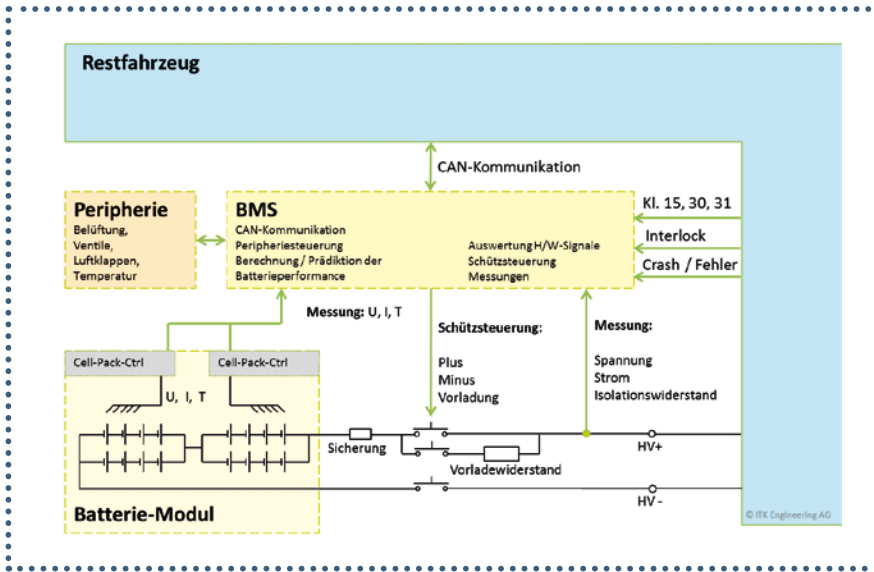 Restfahrzeug
CAN-Kommunikation
Peripherie
Belüftung,
Ventile,
Luftklappen,
Temperatur
BMS
CAN-Kommunikation
Peripheriesteuerung
Berechnung / Prädiktion der
Batterieperformance
Auswertung H/W-Signale
Schützsteuerung
Messungen
Kl. 15, 30, 31
Interlock
Crash / Fehler
Messung: U, I, T
Schützsteuerung:
Plus
Minus
Vorladung
Messung:
Spannung
Strom
Isolationswiderstand
Cell-Pack-Ctrl
Cell-Pack-Ctrl
U, I, T
Sicherung
Vorladewiderstand
HV+
HV -
Batterie-Modul
© ITK Engineering AG